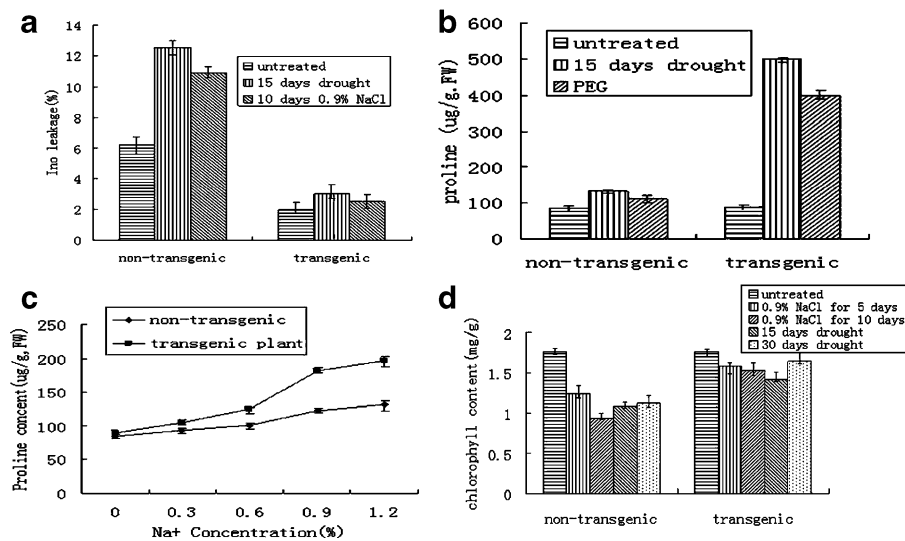 a
Ino leakage(%)
14
12
10
8
6
4
2
0
untreated
15 days drought
10 days 0.9% NaCl
non-transgenic
transgenic
b
proline (ug/g.FW)
600
500
400
300
200
100
0
untreated
15 days drought
PEG
non-transgenic
transgenic
c
Proline concent(ug/g.FW)
250
200
150
100
50
0
non-transgenic
transgenic plant
0 0.3 0.6 0.9 1.2
Na+ Concentration(%)
d
chlorophyll content(mg/g)
2
1.5
1
0.5
0
untreated
0.9% NaCl for 5 days
0.9% NaCl for 10 days
15 days drought
30 days drought
non-transgenic
transgenic